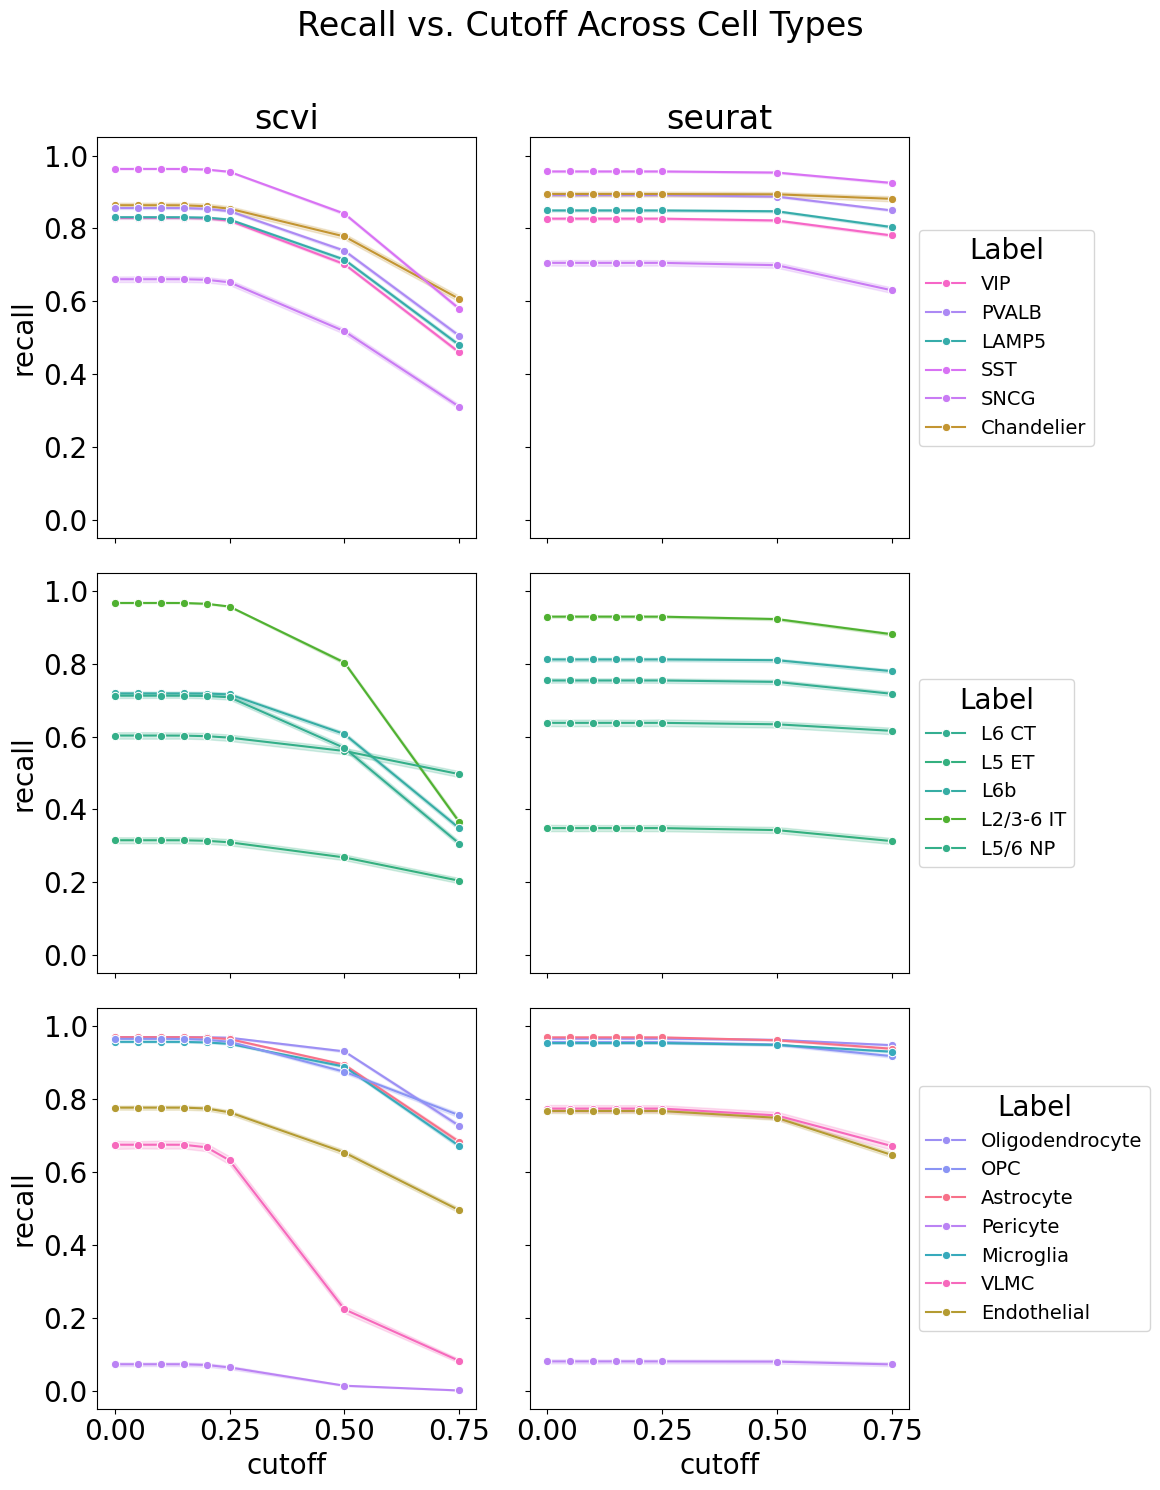 Recall vs. Cutoff Across Cell Types
scvi
seurat
recall
1.0
0.8
0.6
0.4
0.2
0.0
Label
VIP
PVALB
LAMP5
SST
SNCG
Chandelier
recall
1.0
0.8
0.6
0.4
0.2
0.0
Label
L6 CT
L5 ET
L6b
L2/3-6 IT
L5/6 NP
recall
1.0
0.8
0.6
0.4
0.2
0.0
Label
Oligodendrocyte
OPC
Astrocyte
Pericyte
Microglia
VLMC
Endothelial
0.00 0.25 0.50 0.75
cutoff
0.00 0.25 0.50 0.75
cutoff